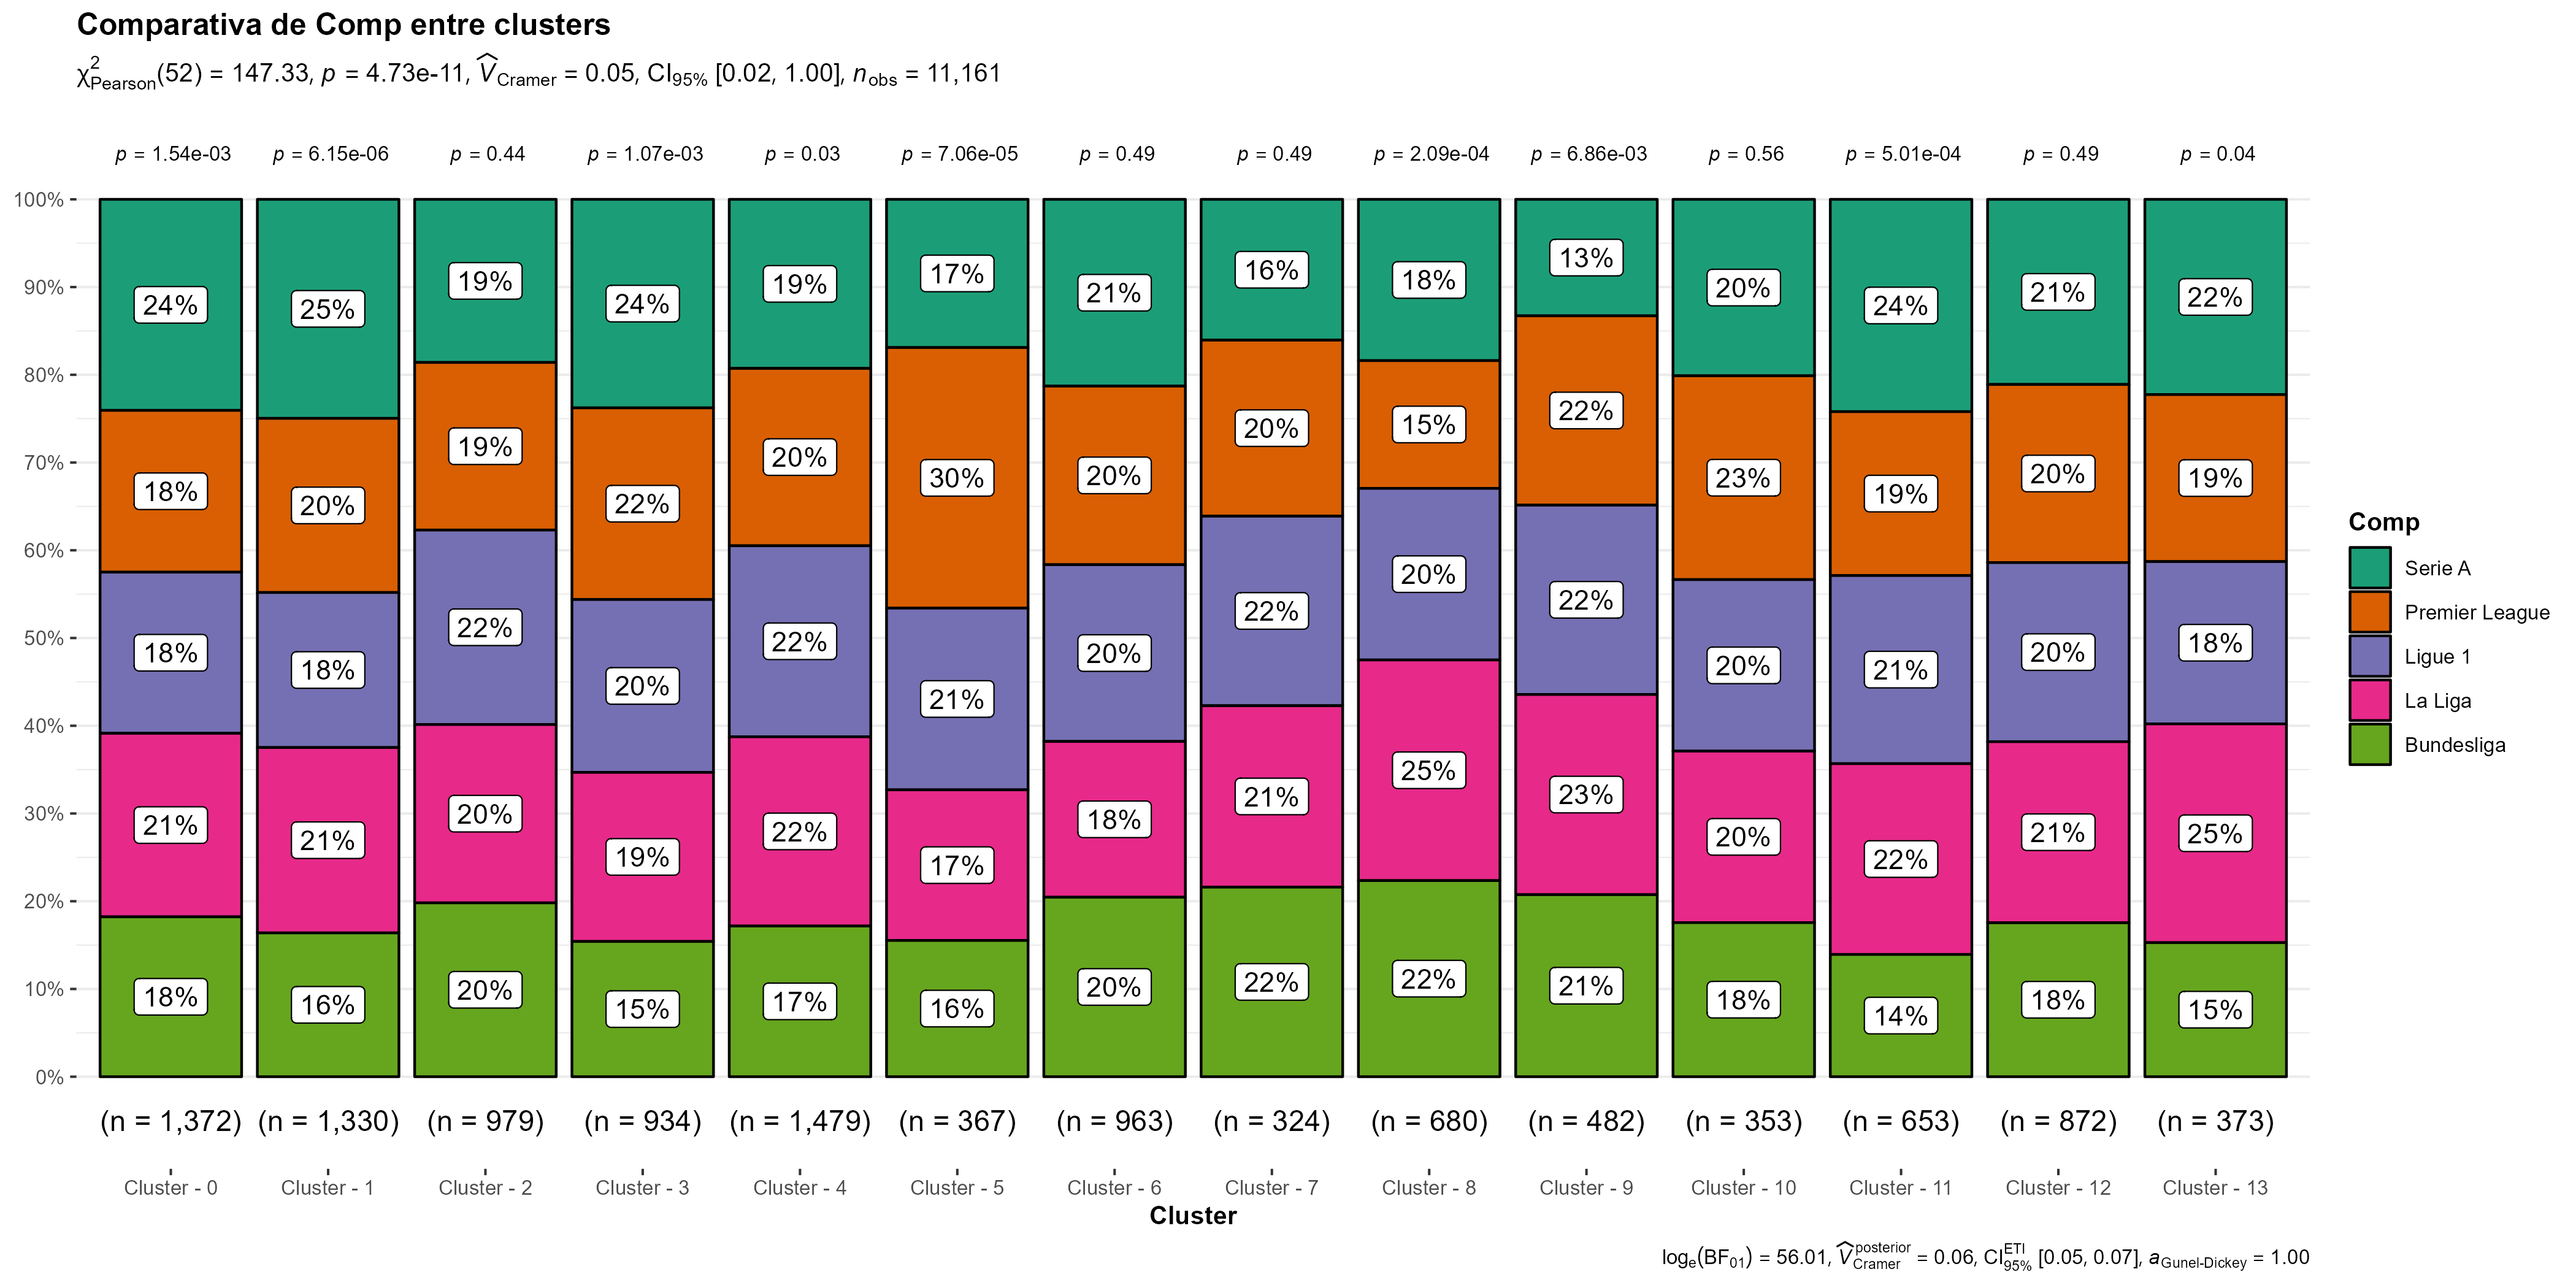 Comparativa de Comp entre clusters
χ²Pearson(52) = 147.33, p = 4.73e-11, V̂Cramer = 0.05, CI95% [0.02, 1.00], nobs = 11,161
p = 1.54e-03 p = 6.15e-06 p = 0.44 p = 1.07e-03 p = 0.03 p = 7.06e-05 p = 0.49 p = 0.49 p = 2.09e-04 p = 6.86e-03 p = 0.56 p = 5.01e-04 p = 0.49 p = 0.04
100%
90%
80%
70%
60%
50%
40%
30%
20%
10%
0%
24% 25% 19% 24% 19% 17% 21% 16% 18% 13% 20% 24% 21% 22%
18% 20% 19% 22% 20% 30% 20% 20% 15% 22% 23% 19% 20% 19%
18% 18% 22% 20% 22% 21% 20% 22% 20% 22% 20% 21% 20% 18%
21% 21% 20% 19% 22% 17% 18% 21% 25% 23% 20% 22% 21% 25%
18% 16% 20% 15% 17% 16% 20% 22% 22% 21% 18% 14% 18% 15%
(n = 1,372) (n = 1,330) (n = 979) (n = 934) (n = 1,479) (n = 367) (n = 963) (n = 324) (n = 680) (n = 482) (n = 353) (n = 653) (n = 872) (n = 373)
Cluster - 0 Cluster - 1 Cluster - 2 Cluster - 3 Cluster - 4 Cluster - 5 Cluster - 6 Cluster - 7 Cluster - 8 Cluster - 9 Cluster - 10 Cluster - 11 Cluster - 12 Cluster - 13
Cluster
Comp
Serie A
Premier League
Ligue 1
La Liga
Bundesliga
loge(BF01) = 56.01, V̂posteriorCramer = 0.06, CIETI95% [0.05, 0.07], aGunel-Dickey = 1.00